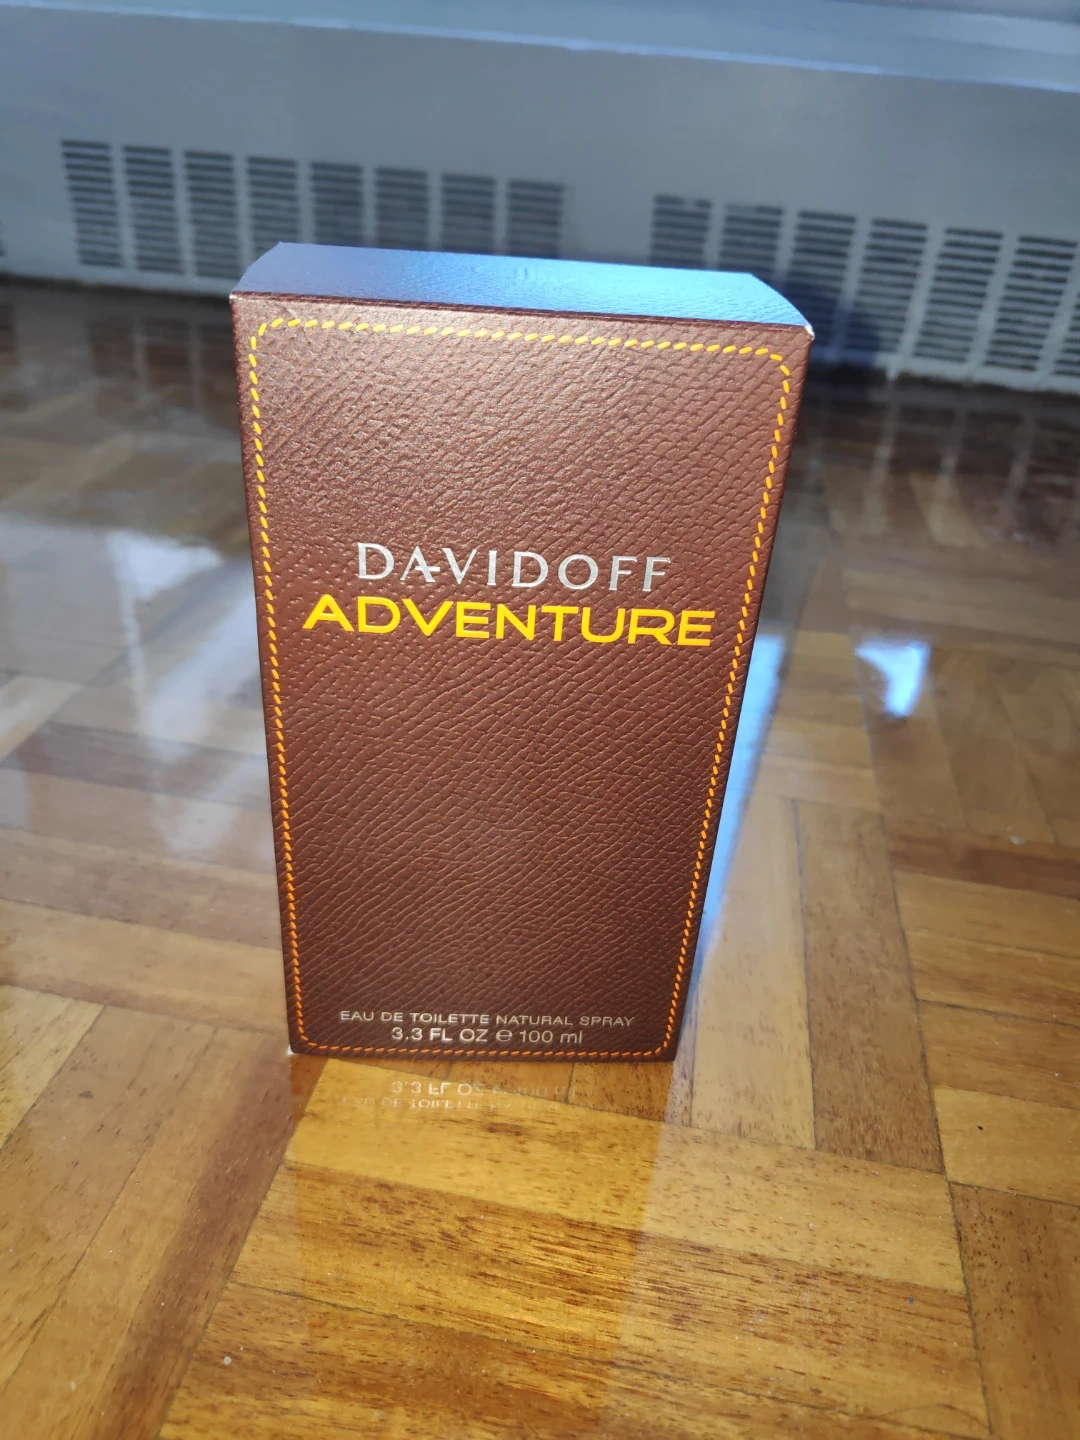 DAVIDOFF
ADVENTURE
EAU DE TOILETTE NATURAL SPRAY
3.3 FL OZ ℮ 100 ml